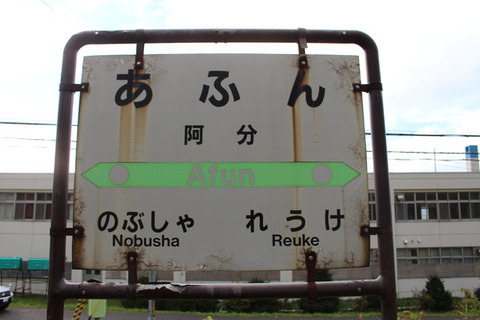 あふん
阿分
Afun
のぶしゃ れうけ
Nobusha Reuke